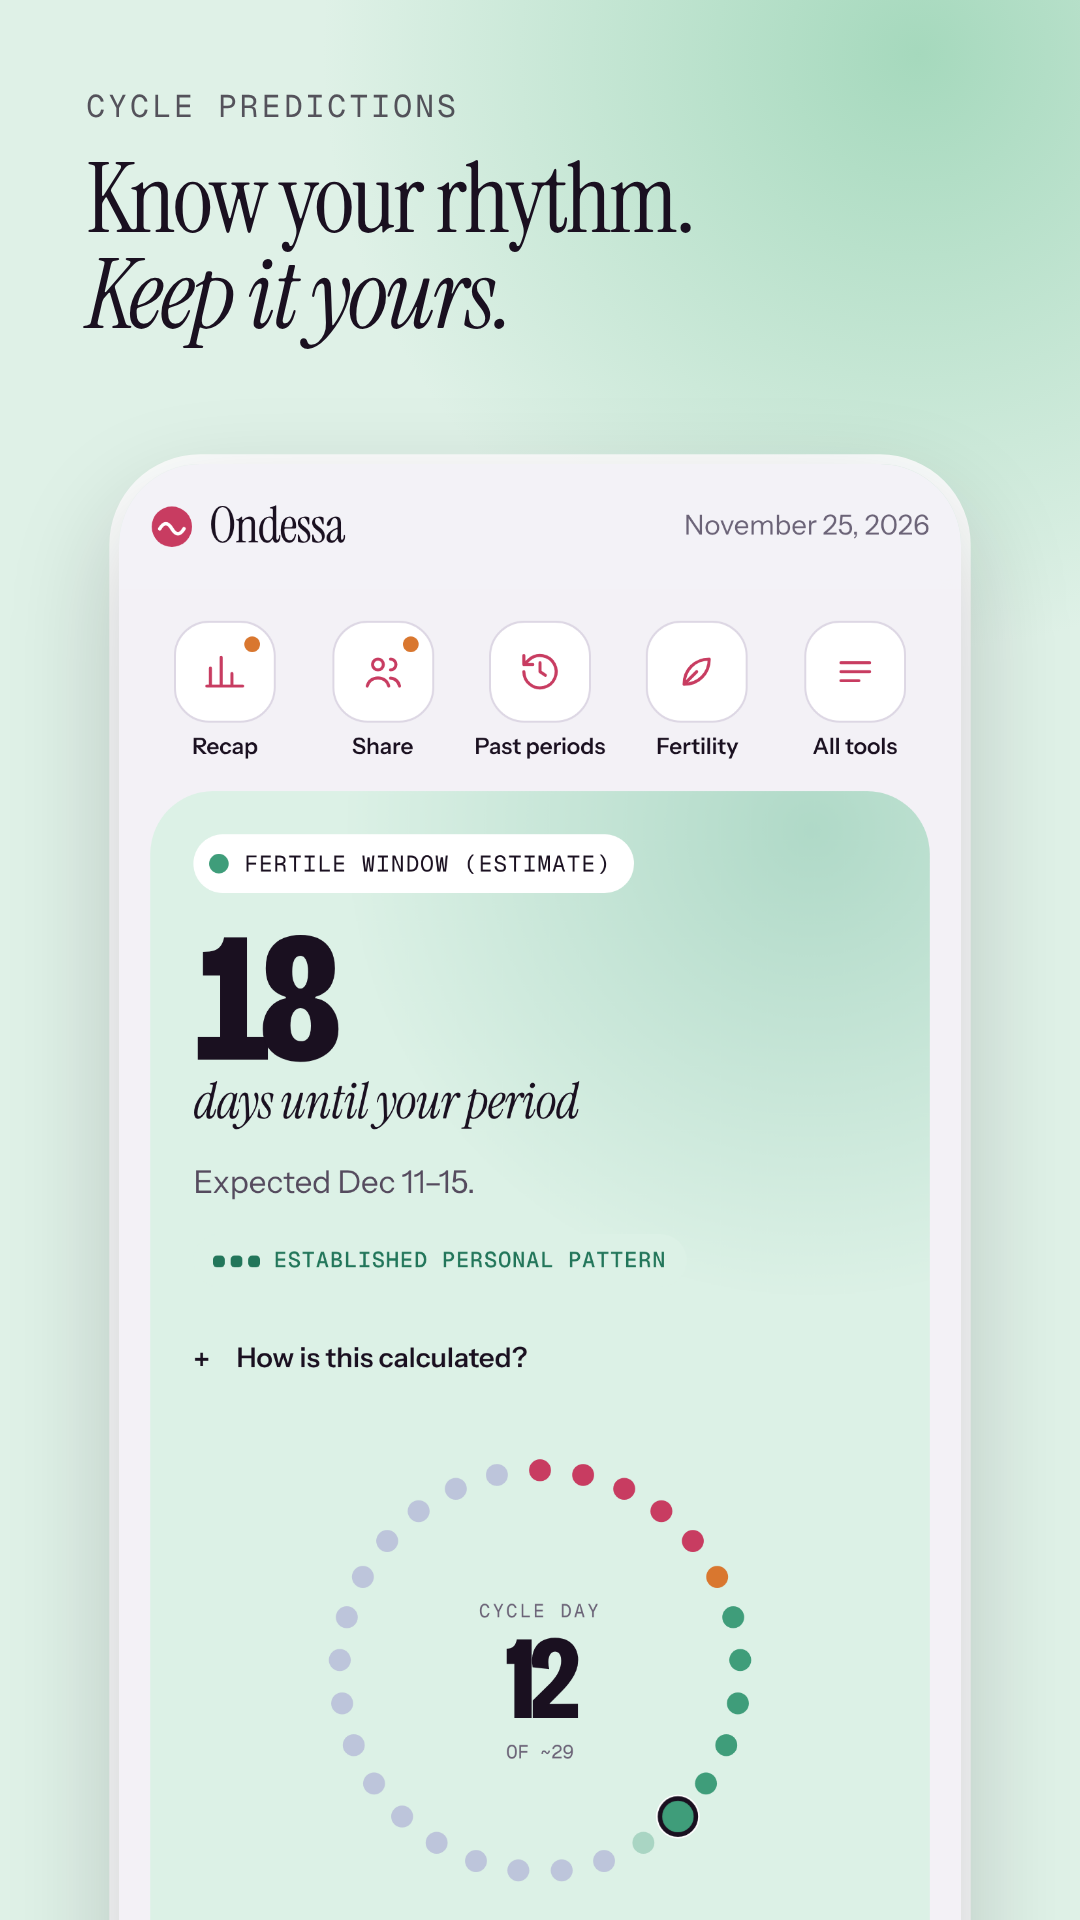 CYCLE PREDICTIONS
Know your rhythm.
Keep it yours.
Ondessa
November 25, 2026
Recap
Share
Past periods
Fertility
All tools
FERTILE WINDOW (ESTIMATE)
18
days until your period
Expected Dec 11–15.
ESTABLISHED PERSONAL PATTERN
+ How is this calculated?
CYCLE DAY
12
OF ~29